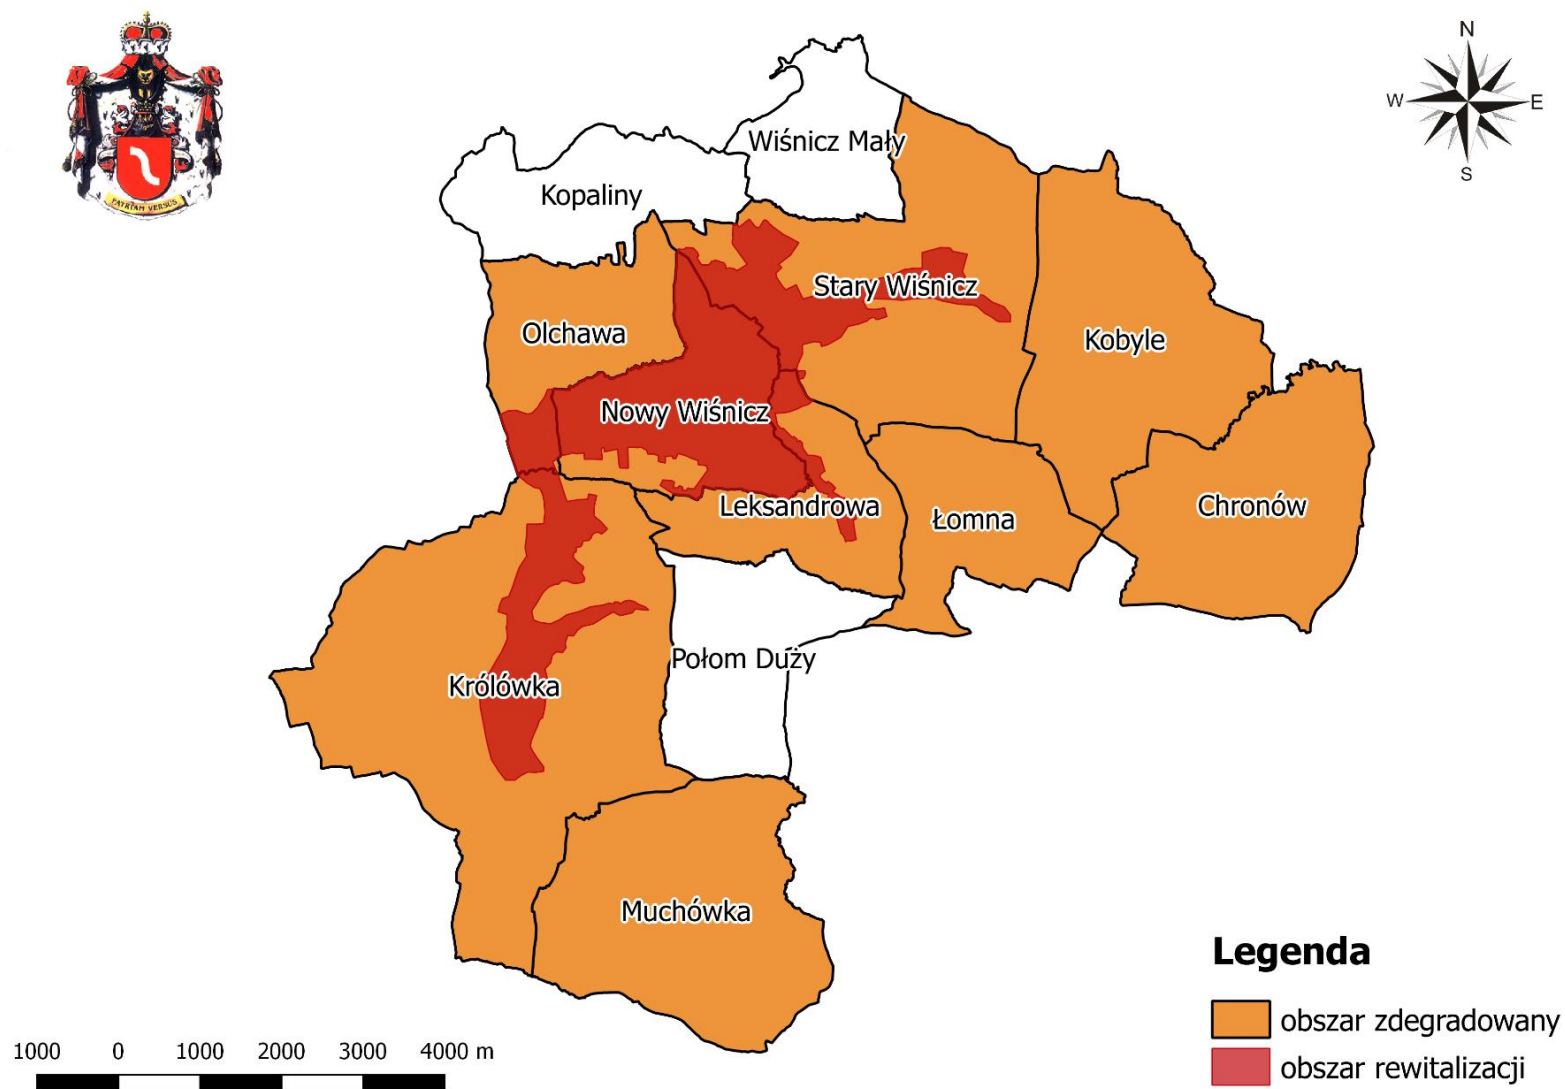 N
W
E
S
PATRIAM VERSUS
Wiśnicz Mały
Kopaliny
Stary Wiśnicz
Olchawa
Kobyle
Nowy Wiśnicz
Leksandrowa
Łomna
Chronów
Połom Duży
Królówka
Muchówka
Legenda
obszar zdegradowany
obszar rewitalizacji
1000 0 1000 2000 3000 4000 m